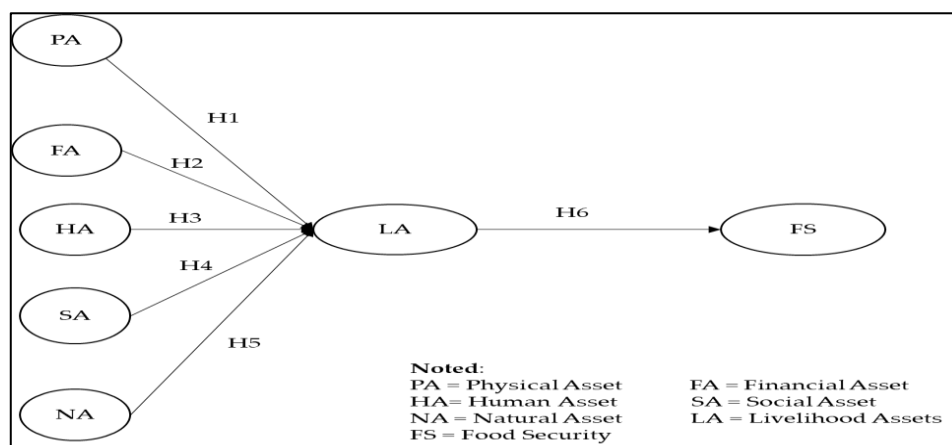 PA
H1
FA
H2
HA
H3
LA
H6
FS
H4
SA
H5
NA
Noted:
PA = Physical Asset FA = Financial Asset
HA= Human Asset SA = Social Asset
NA = Natural Asset LA = Livelihood Assets
FS = Food Security